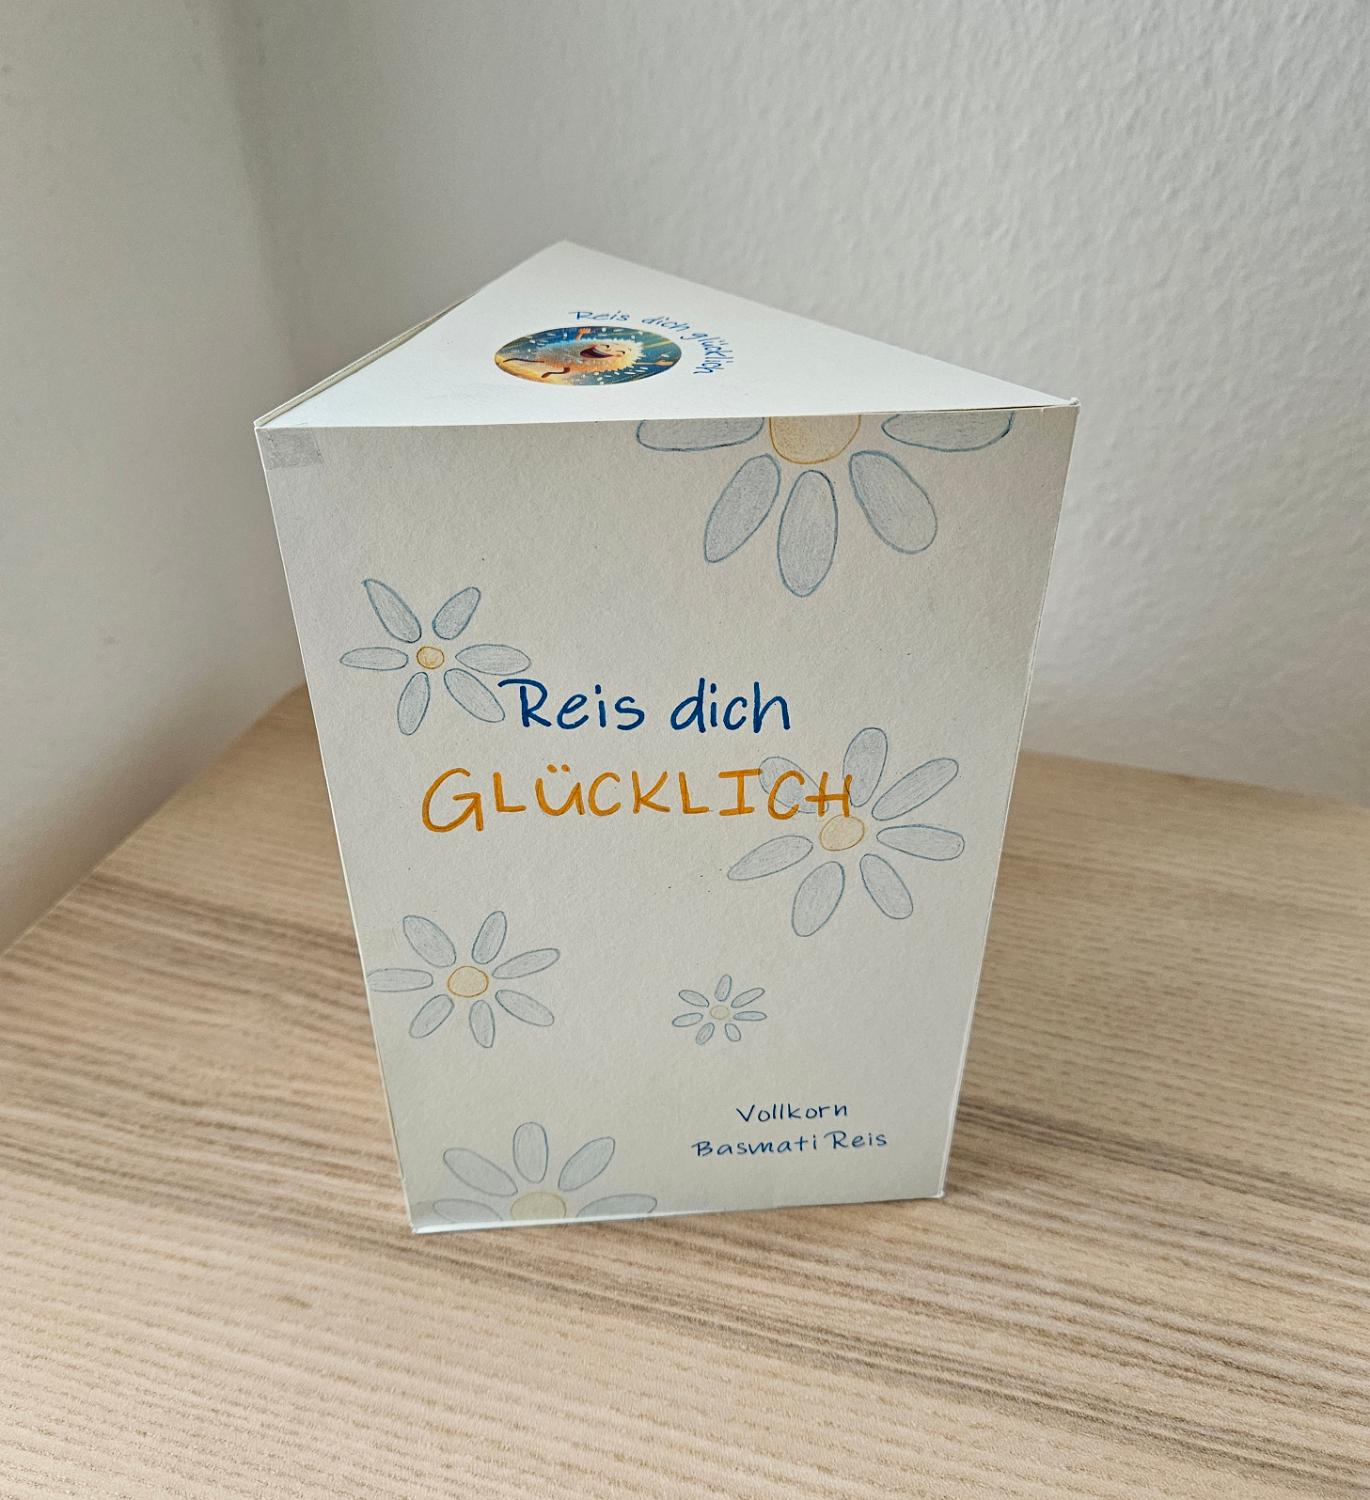 Reis dich glücklich
Reis dich
GLÜCKLICH
Vollkorn
Basmati Reis